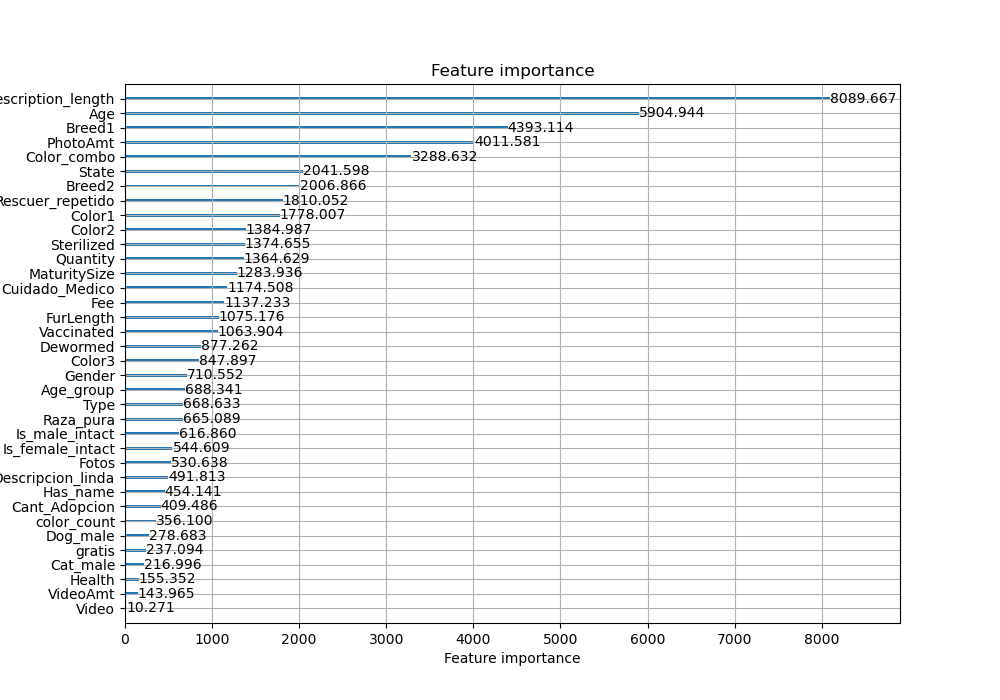 Feature importance
escription_length 8089.667
Age 5904.944
Breed1 4393.114
PhotoAmt 4011.581
Color_combo 3288.632
State 2041.598
Breed2 2006.866
Rescuer_repetido 1810.052
Color1 1778.007
Color2 1384.987
Sterilized 1374.655
Quantity 1364.629
MaturitySize 1283.936
Cuidado_Medico 1174.508
Fee 1137.233
FurLength 1075.176
Vaccinated 1063.904
Dewormed 877.262
Color3 847.897
Gender 710.552
Age_group 688.341
Type 668.633
Raza_pura 665.089
Is_male_intact 616.860
Is_female_intact 544.609
Fotos 530.638
Descripcion_linda 491.813
Has_name 454.141
Cant_Adopcion 409.486
color_count 356.100
Dog_male 278.683
gratis 237.094
Cat_male 216.996
Health 155.352
VideoAmt 143.965
Video 10.271
0 1000 2000 3000 4000 5000 6000 7000 8000
Feature importance